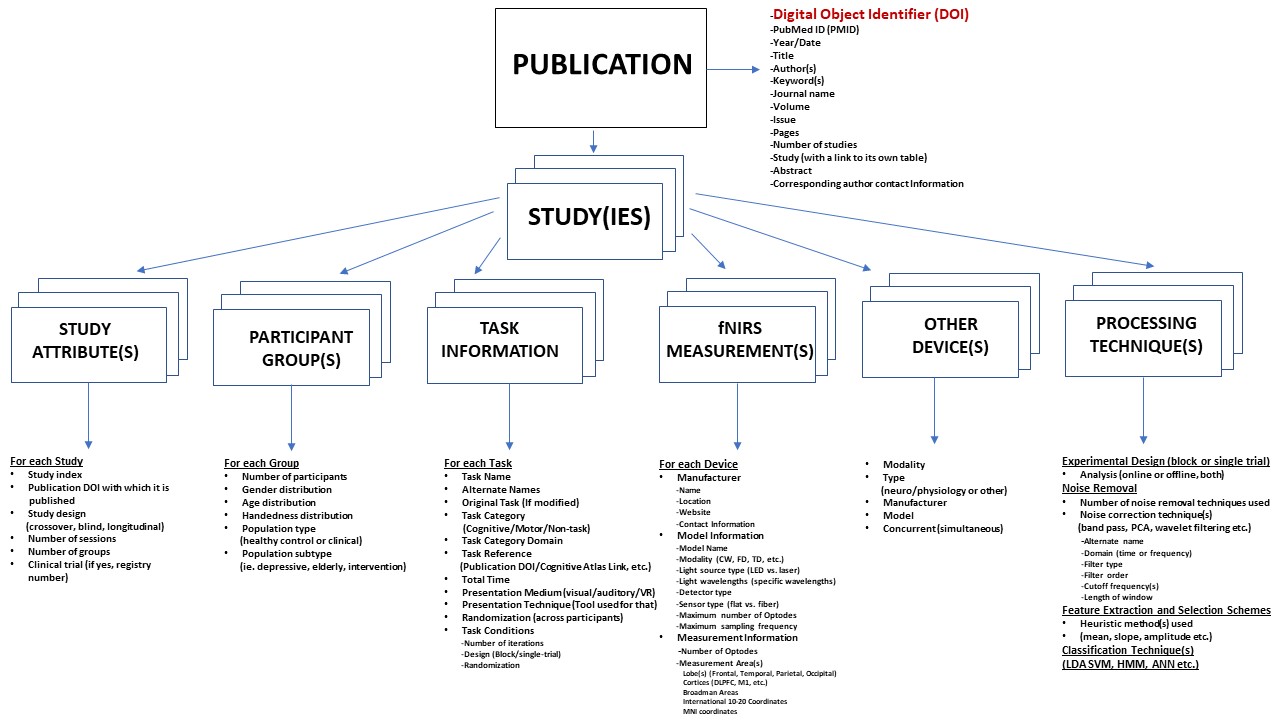 PUBLICATION
-Digital Object Identifier (DOI)
-PubMed ID (PMID)
-Year/Date
-Title
-Author(s)
-Keyword(s)
-Journal name
-Volume
-Issue
-Pages
-Number of studies
-Study (with a link to its own table)
-Abstract
-Corresponding author contact Information
STUDY(IES)
STUDY
ATTRIBUTE(S)
PARTICIPANT
GROUP(S)
TASK
INFORMATION
fNIRS
MEASUREMENT(S)
OTHER
DEVICE(S)
PROCESSING
TECHNIQUE(S)
For each Study
• Study index
• Publication DOI with which it is
published
• Study design
(crossover, blind, longitudinal)
• Number of sessions
• Number of groups
• Clinical trial (if yes, registry
number)
For each Group
• Number of participants
• Gender distribution
• Age distribution
• Handedness distribution
• Population type
(healthy control or clinical)
• Population subtype
(ie. depressive, elderly, intervention)
For each Task
• Task Name
• Alternate Names
• Original Task (If modified)
• Task Category
(Cognitive/Motor/Non-task)
• Task Category Domain
• Task Reference
(Publication DOI/Cognitive Atlas Link, etc.)
• Total Time
• Presentation Medium (visual/auditory/VR)
• Presentation Technique (Tool used for that)
• Randomization (across participants)
• Task Conditions
-Number of iterations
-Design (Block/single-trial)
-Randomization
For each Device
• Manufacturer
-Name
-Location
-Website
-Contact Information
• Model Information
-Model Name
-Modality (CW, FD, TD, etc.)
-Light source type (LED vs. laser)
-Light wavelengths (specific wavelengths)
-Detector type
-Sensor type (flat vs. fiber)
-Maximum number of Optodes
-Maximum sampling frequency
• Measurement Information
-Number of Optodes
-Measurement Area(s)
Lobe(s) (Frontal, Temporal, Parietal, Occipital)
Cortices (DLPFC, M1, etc.)
Broadman Areas
International 10-20 Coordinates
MNI coordinates
• Modality
• Type
(neuro/physiology or other)
• Manufacturer
• Model
• Concurrent (simultaneous)
Experimental Design (block or single trial)
• Analysis (online or offline, both)
Noise Removal
• Number of noise removal techniques used
• Noise correction technique(s)
(band pass, PCA, wavelet filtering etc.)
-Alternate name
-Domain (time or frequency)
-Filter type
-Filter order
-Cutoff frequency(s)
-Length of window
Feature Extraction and Selection Schemes
• Heuristic method(s) used
• (mean, slope, amplitude etc.)
Classification Technique(s)
(LDA SVM, HMM, ANN etc.)